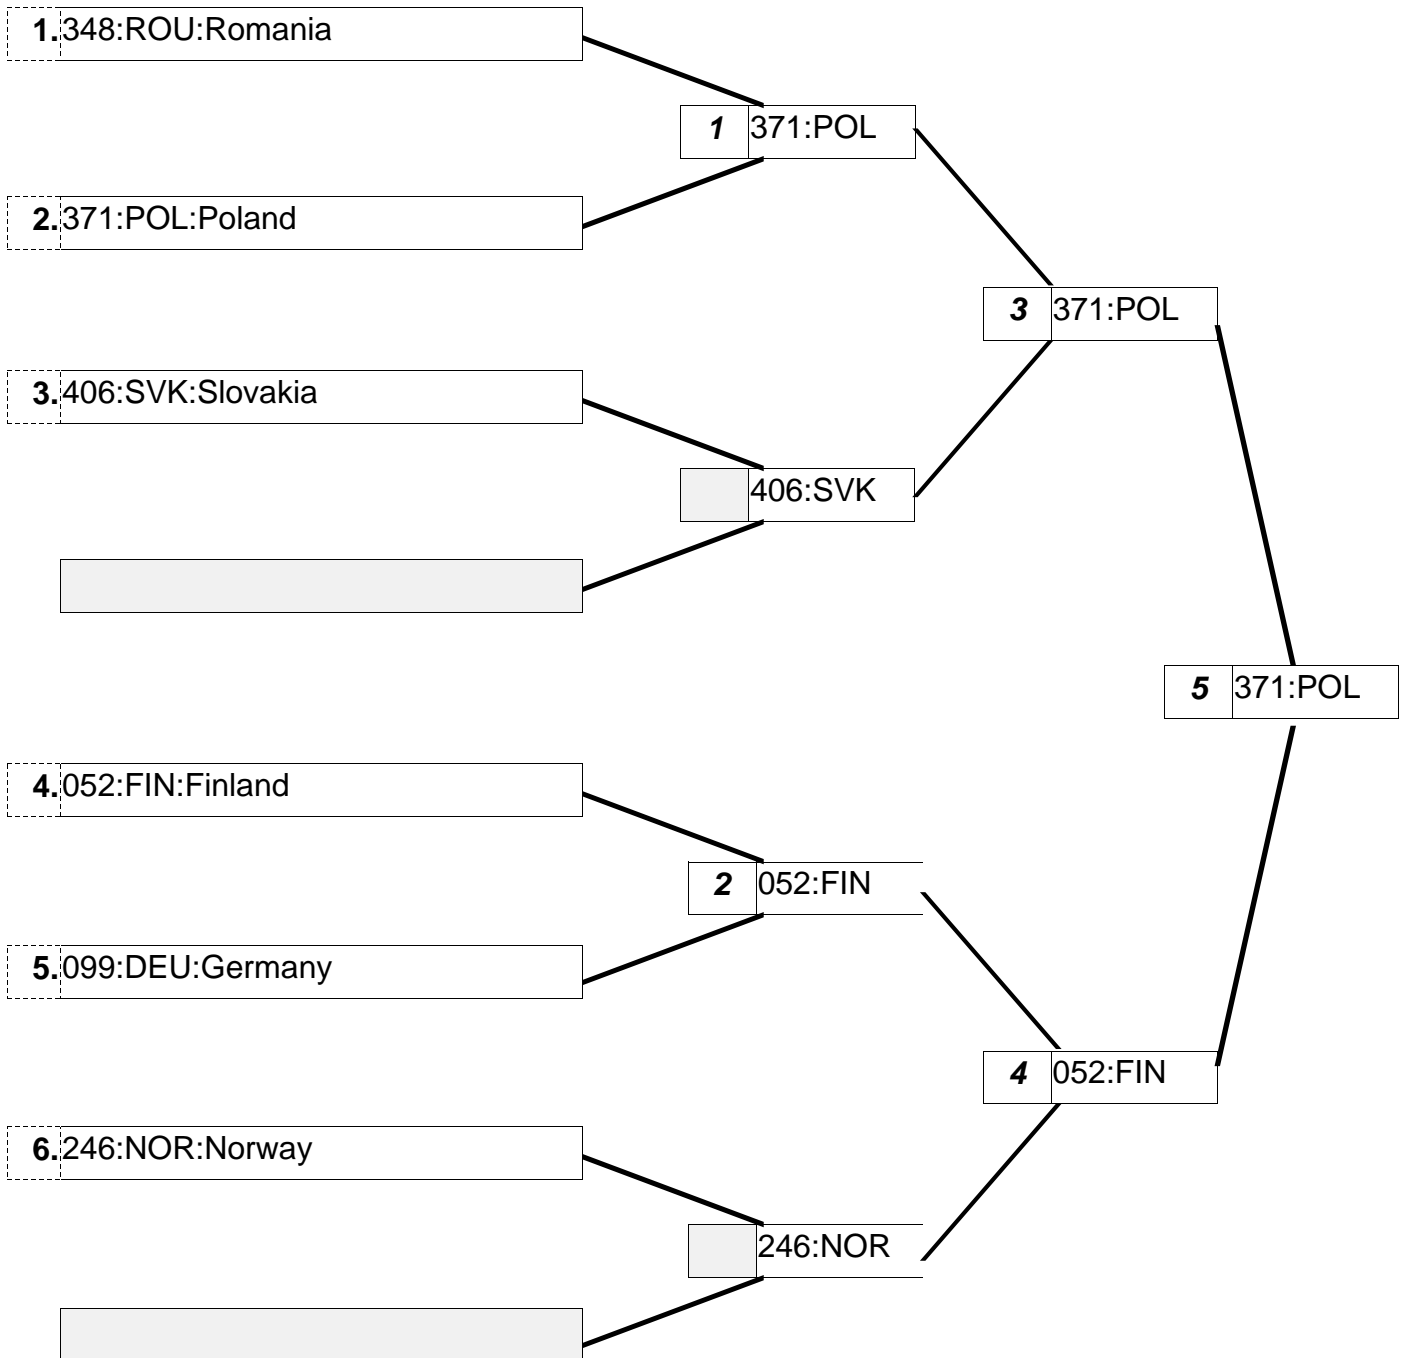 1. 348:ROU:Romania
1 371:POL
2. 371:POL:Poland
3 371:POL
3. 406:SVK:Slovakia
406:SVK
5 371:POL
4. 052:FIN:Finland
2 052:FIN
5. 099:DEU:Germany
4 052:FIN
6. 246:NOR:Norway
246:NOR